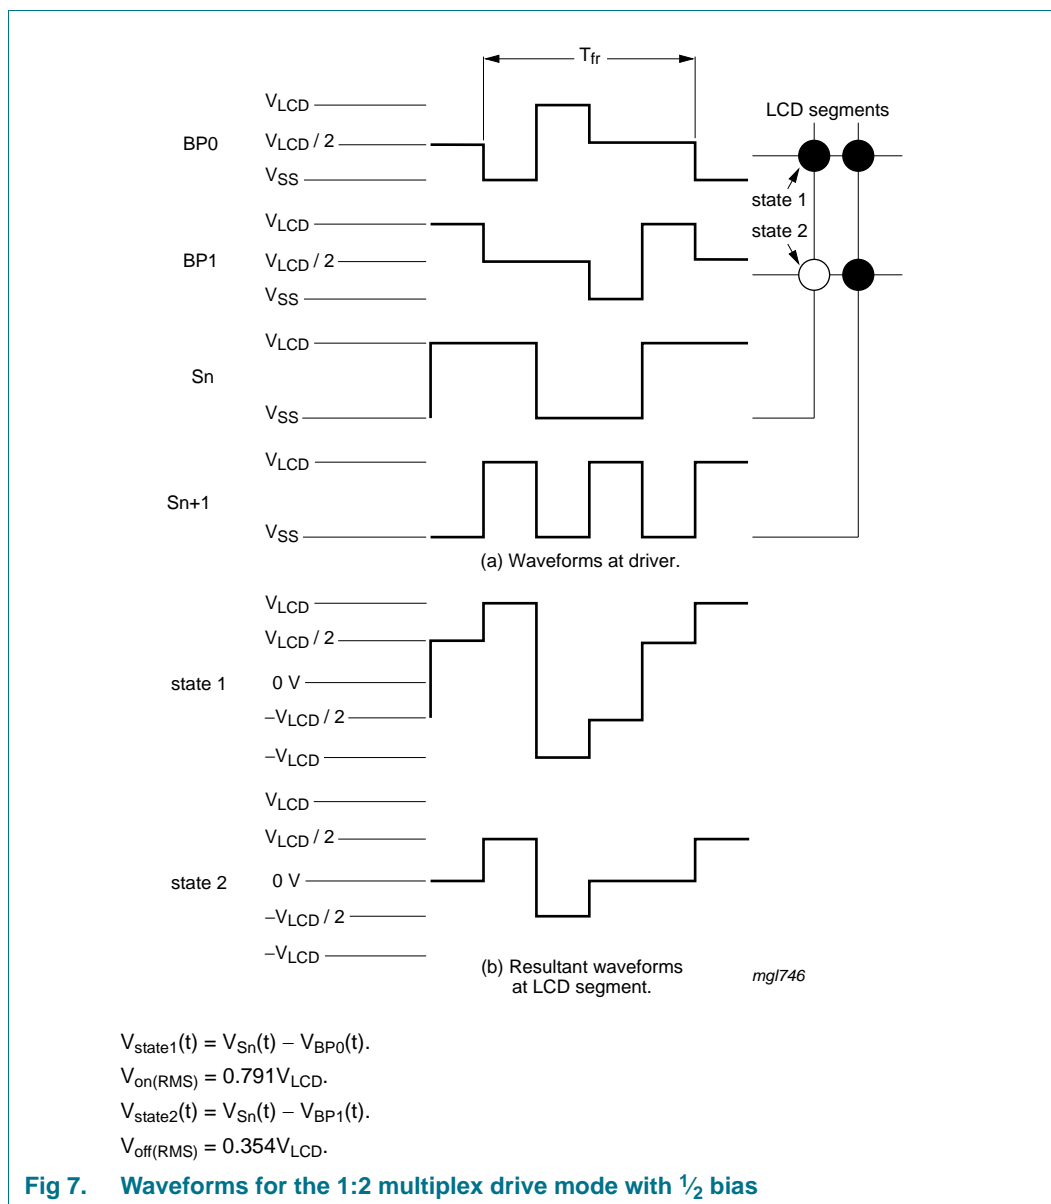 Tfr
VLCD
LCD segments
BP0
VLCD / 2
VSS
state 1
VLCD
state 2
BP1
VLCD / 2
VSS
VLCD
Sn
VSS
VLCD
Sn+1
VSS
(a) Waveforms at driver.
VLCD
VLCD / 2
state 1
0 V
−VLCD / 2
−VLCD
VLCD
VLCD / 2
state 2
0 V
−VLCD / 2
−VLCD
(b) Resultant waveforms
at LCD segment.
mgl746
Vstate1(t) = VSn(t) − VBP0(t).
Von(RMS) = 0.791VLCD.
Vstate2(t) = VSn(t) − VBP1(t).
Voff(RMS) = 0.354VLCD.
Fig 7. Waveforms for the 1:2 multiplex drive mode with 1⁄2 bias